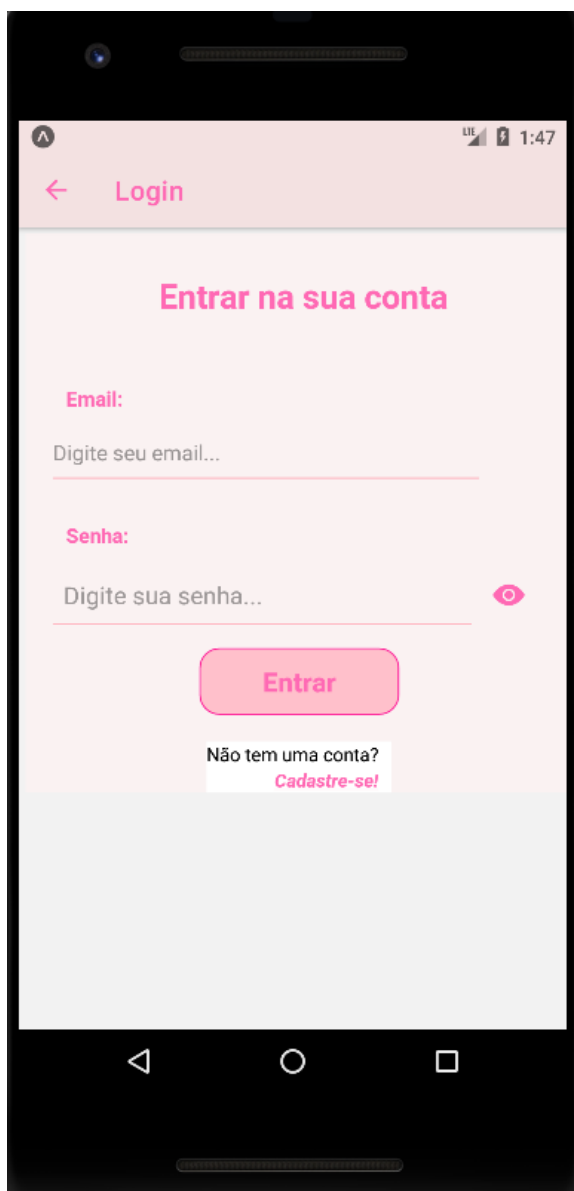 LTE 1:47
Login
Entrar na sua conta
Email:
Digite seu email...
Senha:
Digite sua senha...
Entrar
Não tem uma conta?
Cadastre-se!